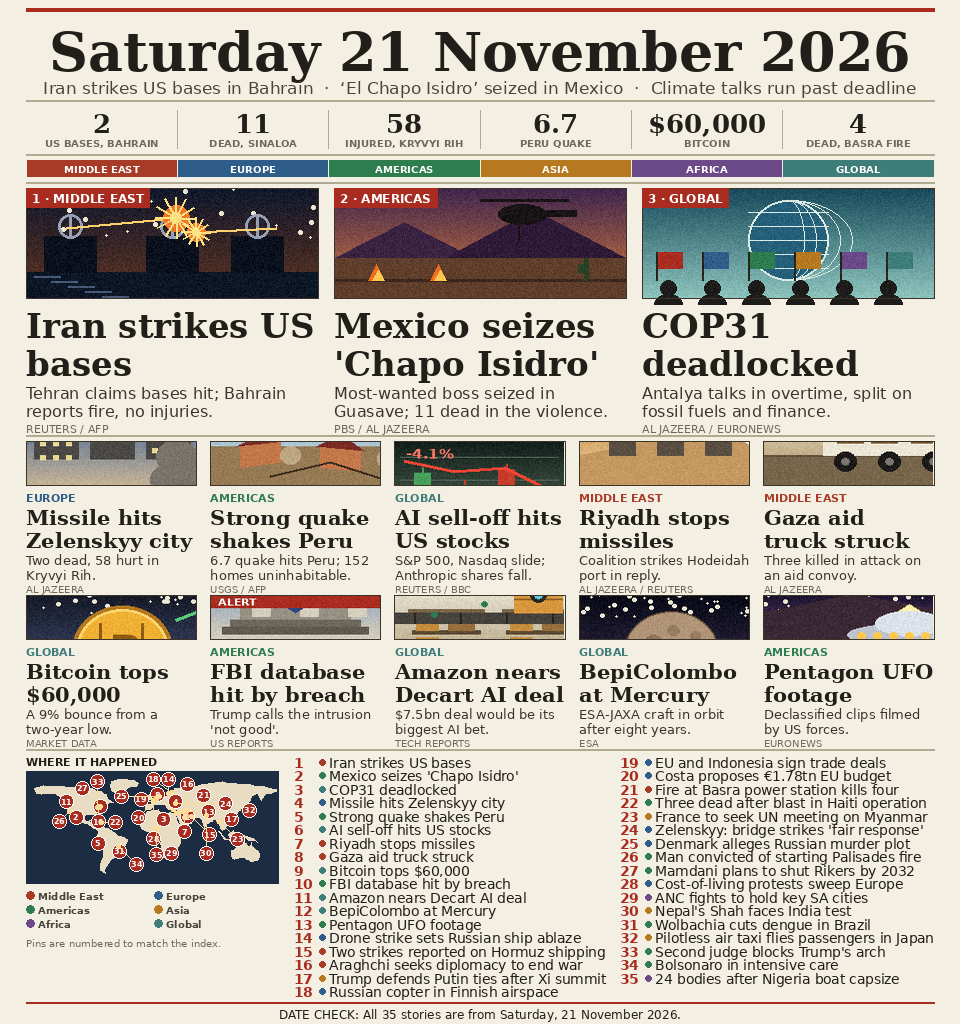 Saturday 21 November 2026
Iran strikes US bases in Bahrain · ‘El Chapo Isidro’ seized in Mexico · Climate talks run past deadline
2
US BASES, BAHRAIN
11
DEAD, SINALOA
58
INJURED, KRYVYI RIH
6.7
PERU QUAKE
$60,000
BITCOIN
4
DEAD, BASRA FIRE
MIDDLE EAST
EUROPE
AMERICAS
ASIA
AFRICA
GLOBAL
1 · MIDDLE EAST
Iran strikes US
bases
Tehran claims bases hit; Bahrain
reports fire, no injuries.
REUTERS / AFP
2 · AMERICAS
Mexico seizes
'Chapo Isidro'
Most-wanted boss seized in
Guasave; 11 dead in the violence.
PBS / AL JAZEERA
3 · GLOBAL
COP31
deadlocked
Antalya talks in overtime, split on
fossil fuels and finance.
AL JAZEERA / EURONEWS
EUROPE
Missile hits
Zelenskyy city
Two dead, 58 hurt in
Kryvyi Rih.
AL JAZEERA
AMERICAS
Strong quake
shakes Peru
6.7 quake hits Peru; 152
homes uninhabitable.
USGS / AFP
-4.1%
GLOBAL
AI sell-off hits
US stocks
S&P 500, Nasdaq slide;
Anthropic shares fall.
REUTERS / BBC
MIDDLE EAST
Riyadh stops
missiles
Coalition strikes Hodeidah
port in reply.
AL JAZEERA / REUTERS
MIDDLE EAST
Gaza aid
truck struck
Three killed in attack on
an aid convoy.
AL JAZEERA
GLOBAL
Bitcoin tops
$60,000
A 9% bounce from a
two-year low.
MARKET DATA
ALERT
AMERICAS
FBI database
hit by breach
Trump calls the intrusion
'not good'.
US REPORTS
GLOBAL
Amazon nears
Decart AI deal
$7.5bn deal would be its
biggest AI bet.
TECH REPORTS
GLOBAL
BepiColombo
at Mercury
ESA-JAXA craft in orbit
after eight years.
ESA
AMERICAS
Pentagon UFO
footage
Declassified clips filmed
by US forces.
EURONEWS
WHERE IT HAPPENED
Middle East
Europe
Americas
Asia
Africa
Global
Pins are numbered to match the index.
1 Iran strikes US bases
2 Mexico seizes 'Chapo Isidro'
3 COP31 deadlocked
4 Missile hits Zelenskyy city
5 Strong quake shakes Peru
6 AI sell-off hits US stocks
7 Riyadh stops missiles
8 Gaza aid truck struck
9 Bitcoin tops $60,000
10 FBI database hit by breach
11 Amazon nears Decart AI deal
12 BepiColombo at Mercury
13 Pentagon UFO footage
14 Drone strike sets Russian ship ablaze
15 Two strikes reported on Hormuz shipping
16 Araghchi seeks diplomacy to end war
17 Trump defends Putin ties after Xi summit
18 Russian copter in Finnish airspace
19 EU and Indonesia sign trade deals
20 Costa proposes €1.78tn EU budget
21 Fire at Basra power station kills four
22 Three dead after blast in Haiti operation
23 France to seek UN meeting on Myanmar
24 Zelenskyy: bridge strikes 'fair response'
25 Denmark alleges Russian murder plot
26 Man convicted of starting Palisades fire
27 Mamdani plans to shut Rikers by 2032
28 Cost-of-living protests sweep Europe
29 ANC fights to hold key SA cities
30 Nepal's Shah faces India test
31 Wolbachia cuts dengue in Brazil
32 Pilotless air taxi flies passengers in Japan
33 Second judge blocks Trump's arch
34 Bolsonaro in intensive care
35 24 bodies after Nigeria boat capsize
DATE CHECK: All 35 stories are from Saturday, 21 November 2026.